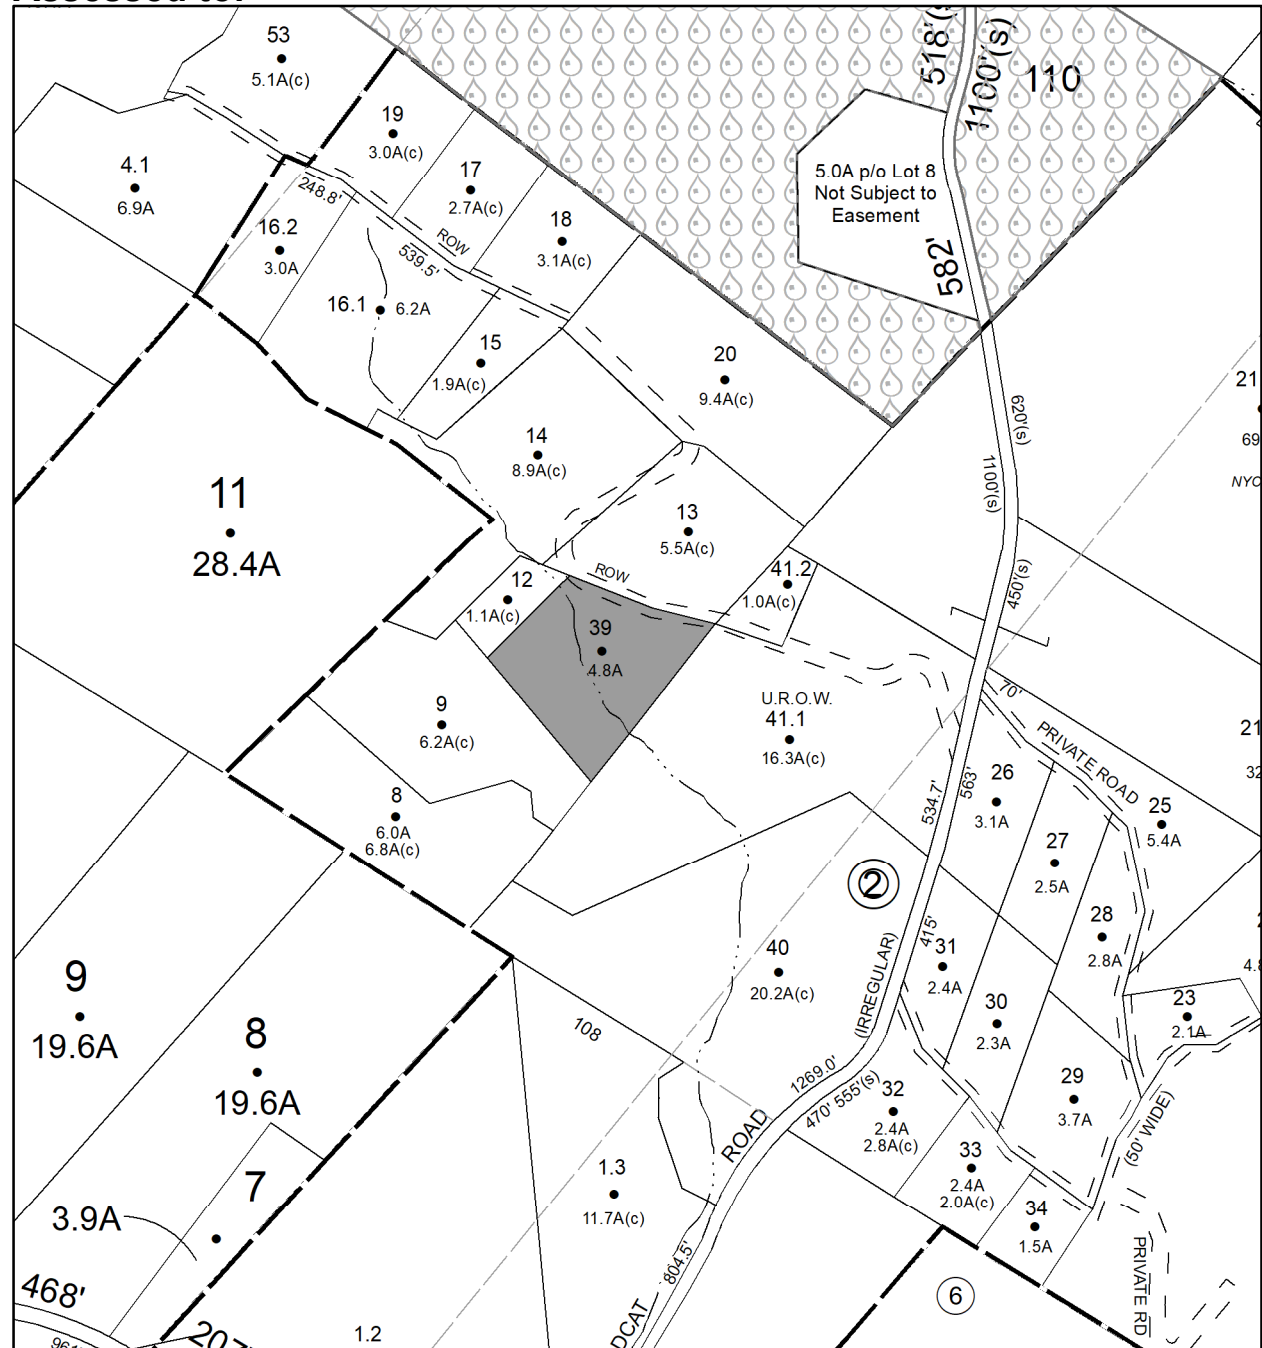 53
5.1A(c)
518'(s)
1100'(s)
110
19
3.0A(c)
4.1
6.9A
17
2.7A(c)
5.0A p/o Lot 8
Not Subject to
Easement
248.8'
16.2
3.0A
ROW
18
3.1A(c)
539.5'
582'
16.1
6.2A
15
1.9A(c)
20
9.4A(c)
21
620'(s)
14
8.9A(c)
69
1100'(s)
NYC
11
28.4A
13
5.5A(c)
ROW
41.2
1.0A(c)
450'(s)
12
1.1A(c)
39
4.8A
70'
U.R.O.W.
41.1
16.3A(c)
9
6.2A(c)
PRIVATE ROAD
21
32
26
3.1A
563'
534.7'
8
6.0A
6.8A(c)
25
5.4A
27
2.5A
2
28
2.8A
415'
31
2.4A
(IRREGULAR)
40
20.2A(c)
4.8
9
19.6A
30
2.3A
23
2.1A
108
8
19.6A
1269.0'
470' 555'(s)
32
2.4A
2.8A(c)
29
3.7A
ROAD
(50' WIDE)
33
2.4A
2.0A(c)
1.3
11.7A(c)
7
3.9A
34
1.5A
804.5'
PRIVATE RD
468'
6
DCAT
1.2
207